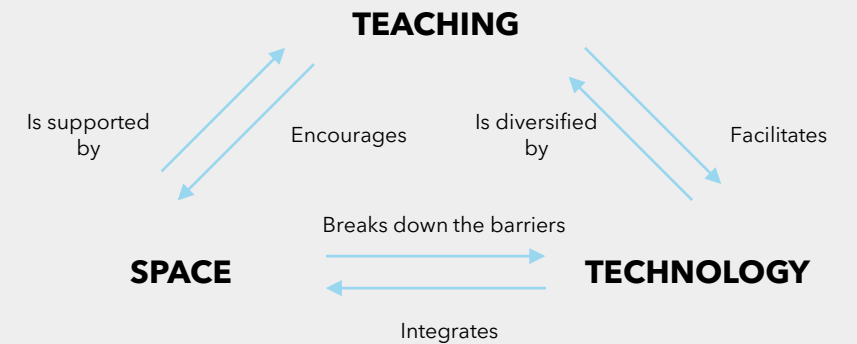 TEACHING
Is supported
by
Encourages
Is diversified
by
Facilitates
Breaks down the barriers
SPACE
TECHNOLOGY
Integrates